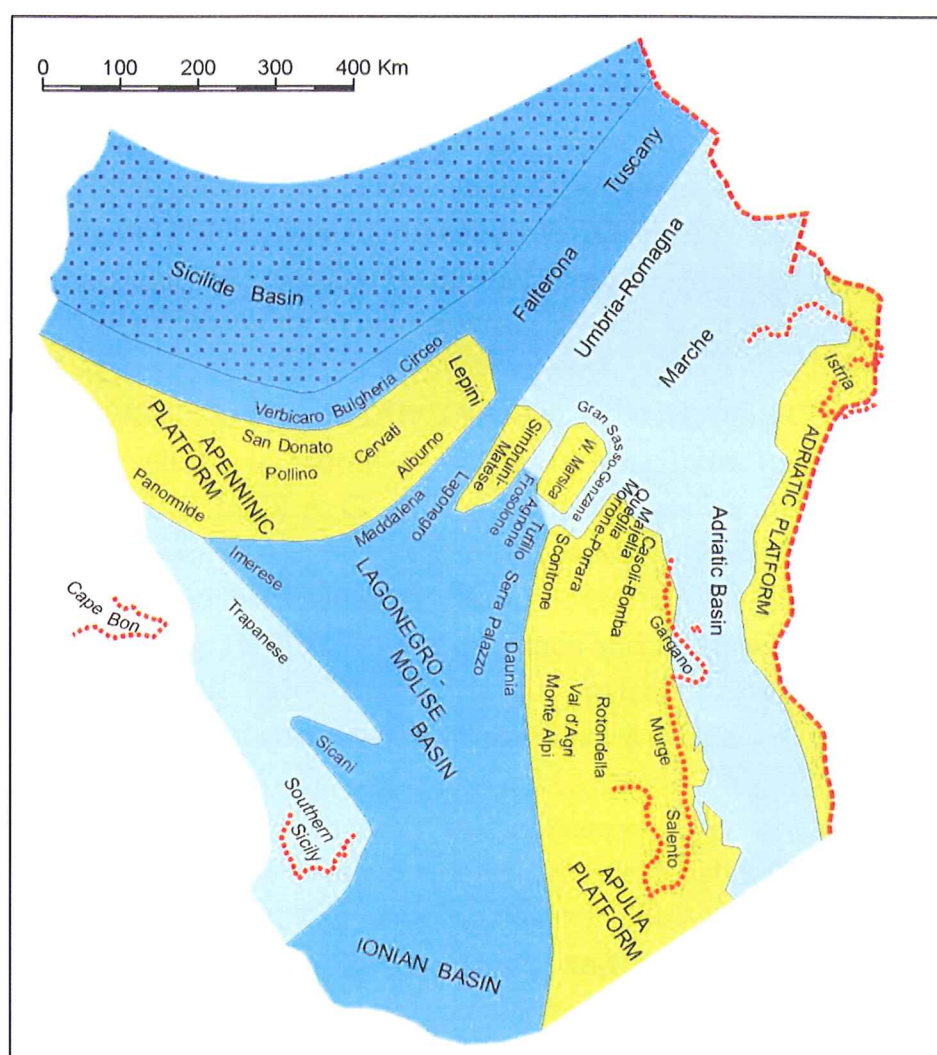 0 100 200 300 400 Km
Tuscany
Sicilide Basin
Falterona
Umbria-Romagna
Marche
Istria
Verbicaro Bulgheria Circeo
Lepini
San Donato
Cervati
Pollino
Alburno
APENNINIC
PLATFORM
Panormide
Maddalena
Lagonegro
Simbruini-
Matese
W. Marsica
Gran Sasso-Genzana
Frosolone
Agnone
Tufillo
Serra Palazzo
Daunia
Queglia
Majella
Morrone-Porrara
Casoli-Bomba
Scontrone
ADRIATIC PLATFORM
Adriatic Basin
Gargano
Imerese
Trapanese
Cape Bon
LAGONEGRO-
MOLISE
BASIN
Sicani
Southern
Sicily
Monte Alpi
Val d'Agri
Rotondella
Murge
Salento
APULIA
PLATFORM
IONIAN BASIN